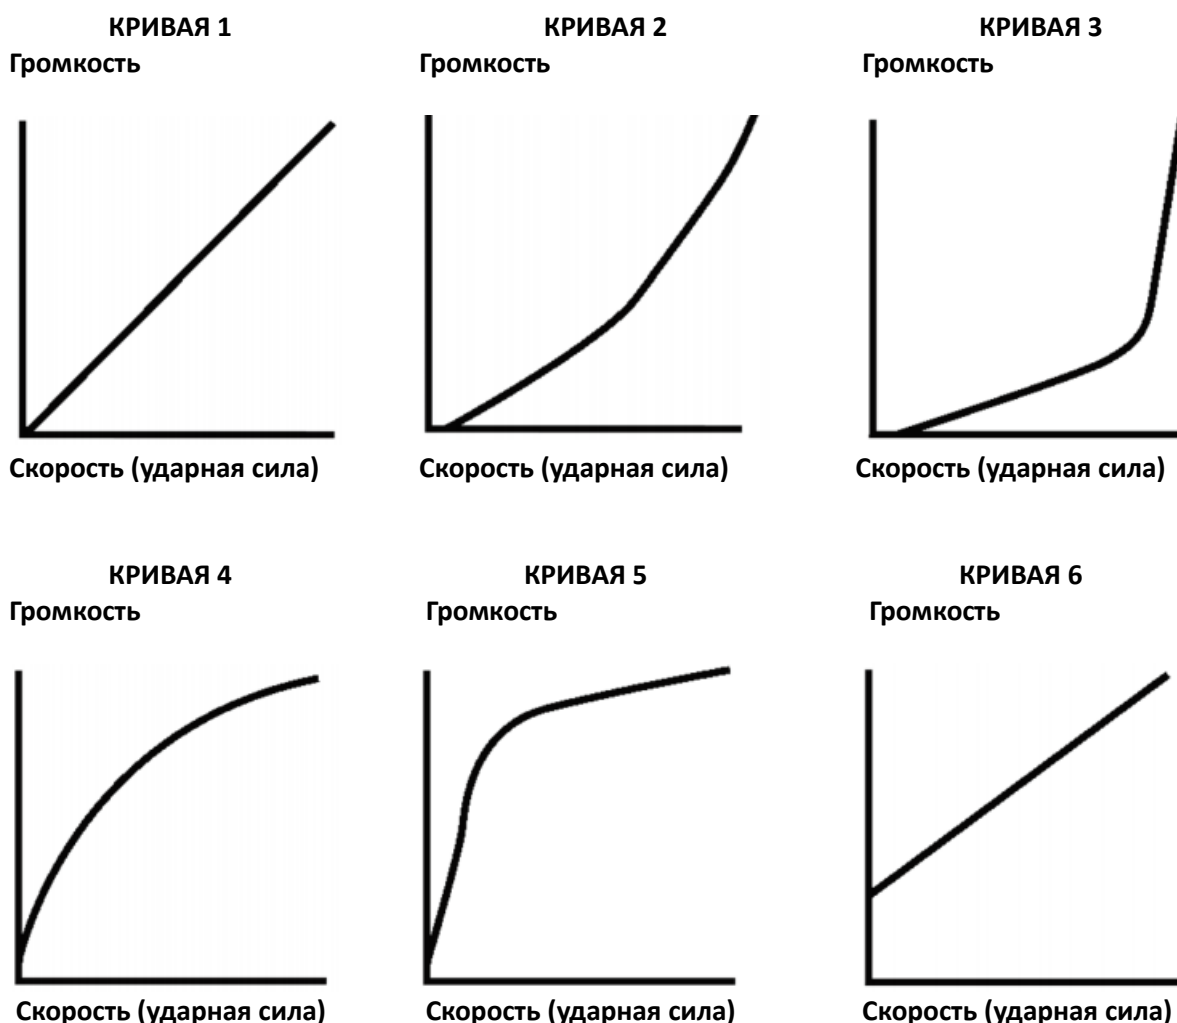 КРИВАЯ 1
Громкость
Скорость (ударная сила)
КРИВАЯ 2
Громкость
Скорость (ударная сила)
КРИВАЯ 3
Громкость
Скорость (ударная сила)
КРИВАЯ 4
Громкость
Скорость (ударная сила)
КРИВАЯ 5
Громкость
Скорость (ударная сила)
КРИВАЯ 6
Громкость
Скорость (ударная сила)